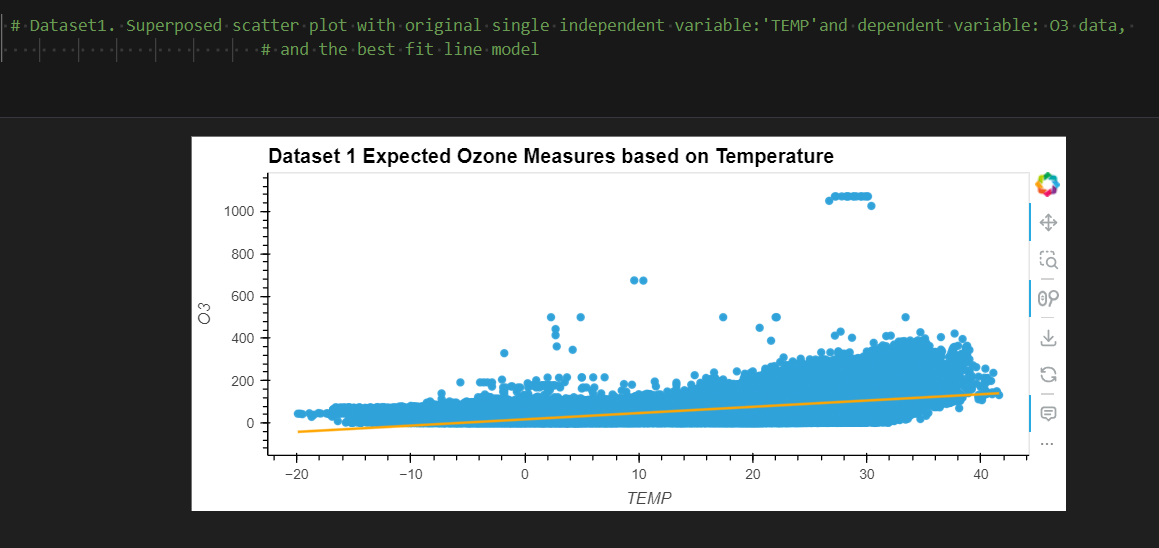 # Dataset1. Superposed scatter plot with original single independent variable:'TEMP'and dependent variable: O3 data,
# and the best fit line model
Dataset 1 Expected Ozone Measures based on Temperature
1000
800
600
400
200
0
O3
−20 −10 0 10 20 30 40
TEMP